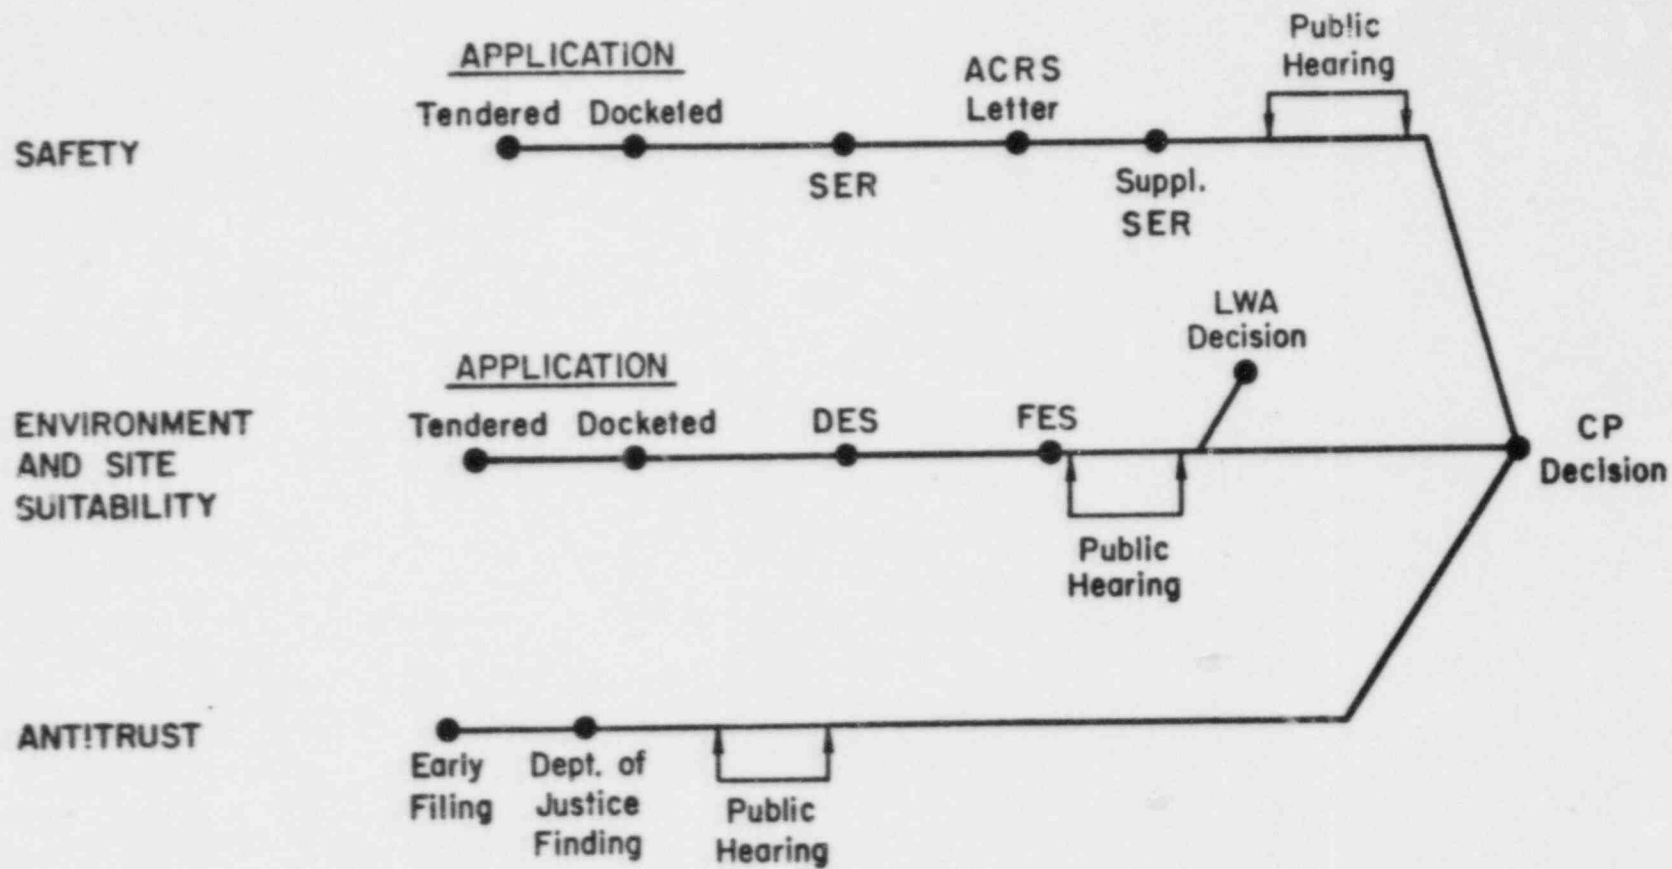 SAFETY
APPLICATION
Tendered Docketed
SER
ACRS
Letter
Suppl.
SER
Public
Hearing
ENVIRONMENT
AND SITE
SUITABILITY
APPLICATION
Tendered Docketed
DES
FES
Public
Hearing
LWA
Decision
CP
Decision
ANTITRUST
Early
Filing
Dept. of
Justice
Finding
Public
Hearing